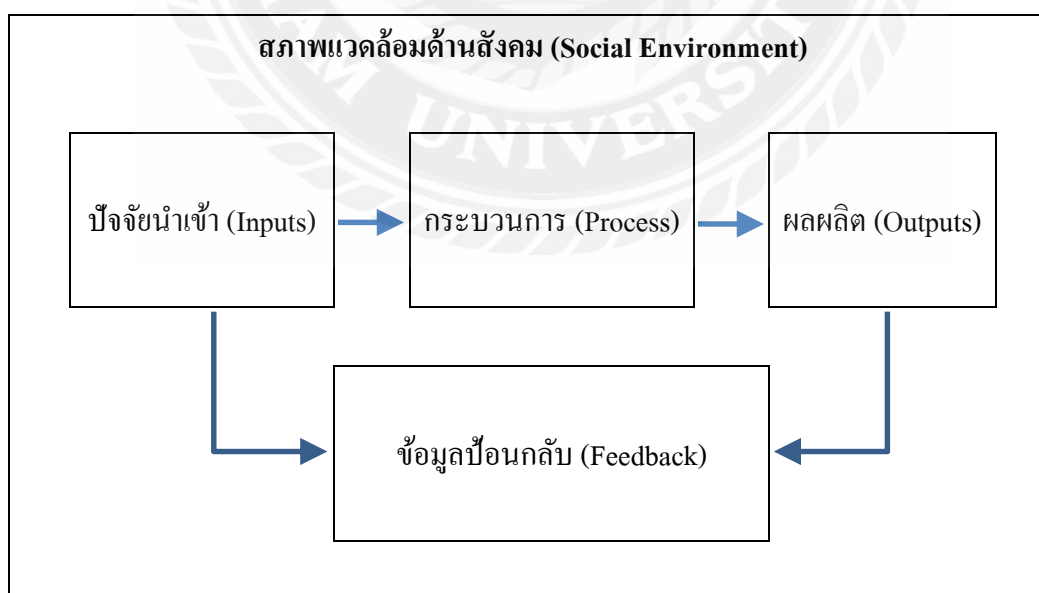 สภาพแวดล้อมด้านสังคม (Social Environment)
UNIVERSIT
ปัจจัยนำเข้า (Inputs)
กระบวนการ (Process)
ผลผลิต (Outputs)
ข้อมูลป้อนกลับ (Feedback)